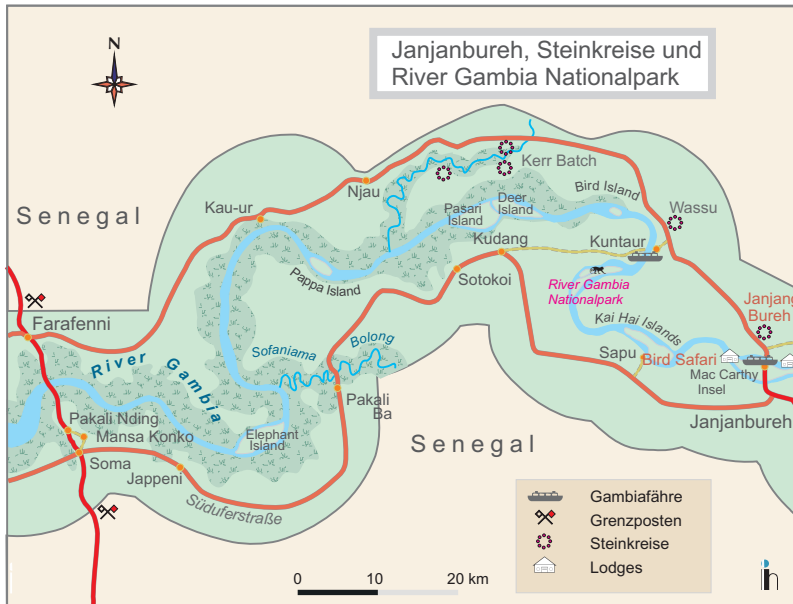 N
Janjanbureh, Steinkreise und
River Gambia Nationalpark
Kerr Batch
Njau
Bird Island
Senegal
Kau-ur
Deer
Island
Pasari
Island
Wassu
Kudang
Kuntaur
Pappa Island
Sotokoi
River Gambia
Nationalpark
Janjang
Bureh
Farafenni
Kai Hai Islands
Bolong
Sofaniama
River Gambia
Sapu
Bird Safari
Mac Carthy
Insel
Pakali
Ba
Pakali Nding
Mansa Konko
Elephant
Island
Senegal
Janjanbureh
Soma
Jappeni
Süduferstraße
Gambiafähre
Grenzposten
Steinkreise
Lodges
0 10 20 km
ih